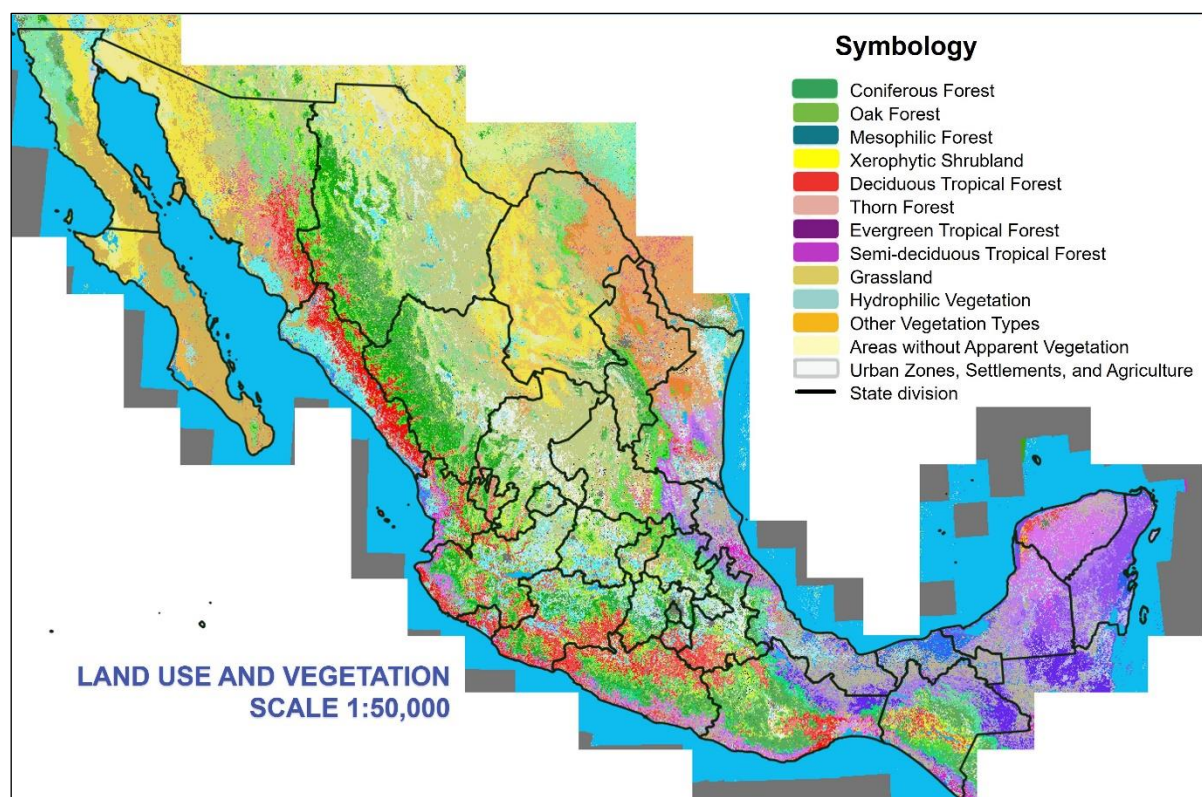 Symbology
Coniferous Forest
Oak Forest
Mesophilic Forest
Xerophytic Shrubland
Deciduous Tropical Forest
Thorn Forest
Evergreen Tropical Forest
Semi-deciduous Tropical Forest
Grassland
Hydrophilic Vegetation
Other Vegetation Types
Areas without Apparent Vegetation
Urban Zones, Settlements, and Agriculture
State division
LAND USE AND VEGETATION
SCALE 1:50,000